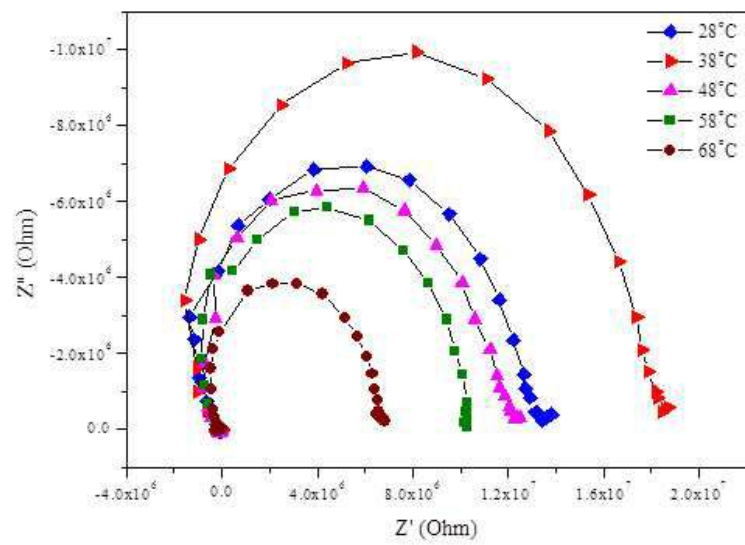 -1.0x10⁷
-8.0x10⁶
-6.0x10⁶
-4.0x10⁶
-2.0x10⁶
0.0
Z" (Ohm)
28°C
38°C
48°C
58°C
68°C
-4.0x10⁶ 0.0 4.0x10⁶ 8.0x10⁶ 1.2x10⁷ 1.6x10⁷ 2.0x10⁷
Z' (Ohm)